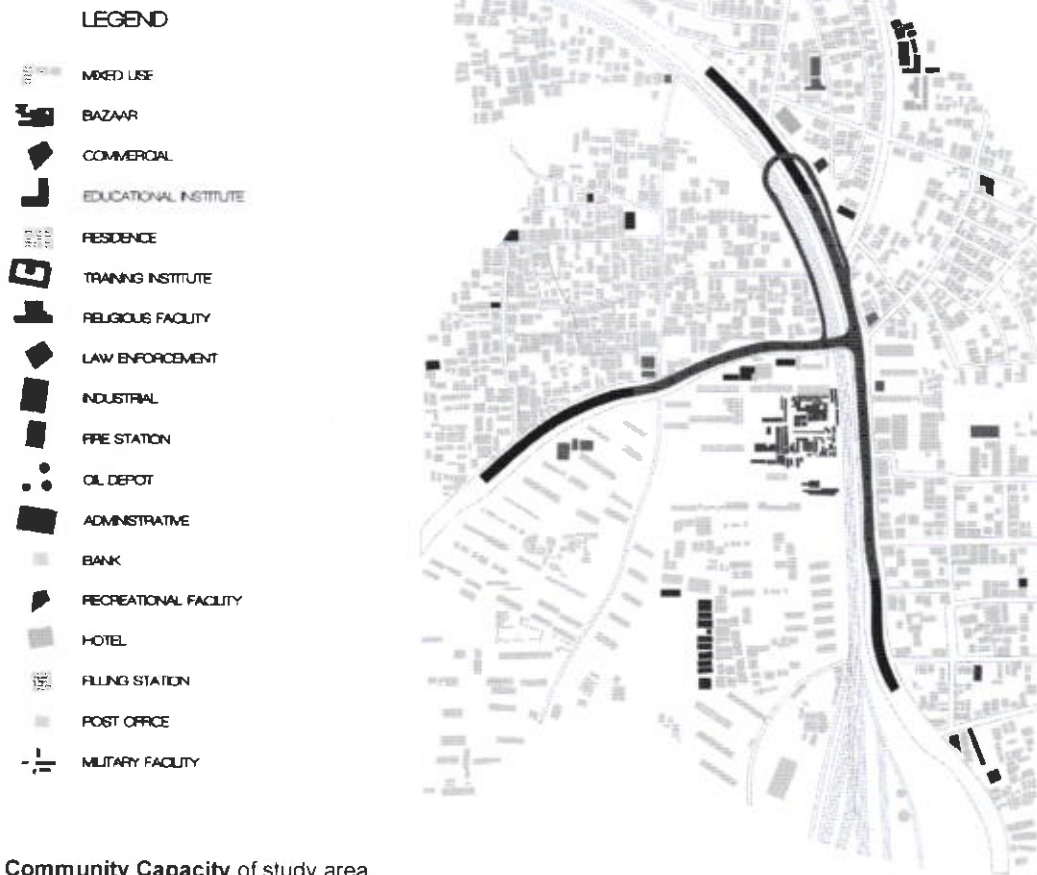 LEGEND
MIXED USE
BAZAAR
COMMERCIAL
EDUCATIONAL INSTITUTE
RESIDENCE
TRAINING INSTITUTE
RELIGIOUS FACILITY
LAW ENFORCEMENT
INDUSTRIAL
FIRE STATION
OIL DEPOT
ADMINISTRATIVE
BANK
RECREATIONAL FACILITY
HOTEL
FILLING STATION
POST OFFICE
MILITARY FACILITY
Community Capacity of study area